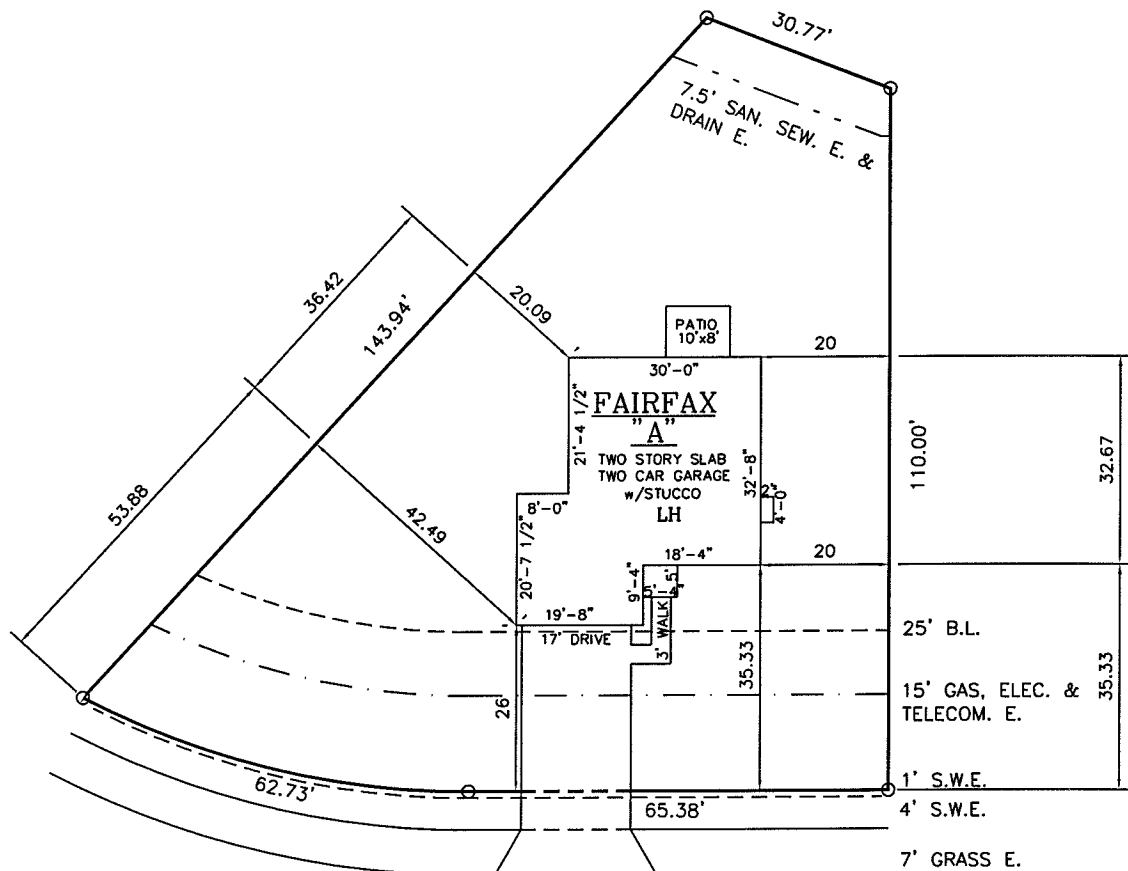 30.77'
7.5' SAN. SEW. E. &
DRAIN E.
36.42
143.94'
20.09
PATIO
10'x8'
20
30'-0"
21'-4 1/2"
FAIRFAX
"A"
TWO STORY SLAB
TWO CAR GARAGE
w/STUCCO
LH
32'-8"
2'
4'-0"
110.00'
32.67
53.88
42.49
8'-0"
20'-7 1/2"
18'-4"
20
9'-4"
5'
5'-4"
19'-8"
17' DRIVE
3' WALK
25' B.L.
26
35.33
35.33
15' GAS, ELEC. &
TELECOM. E.
62.73'
65.38'
1' S.W.E.
4' S.W.E.
7' GRASS E.